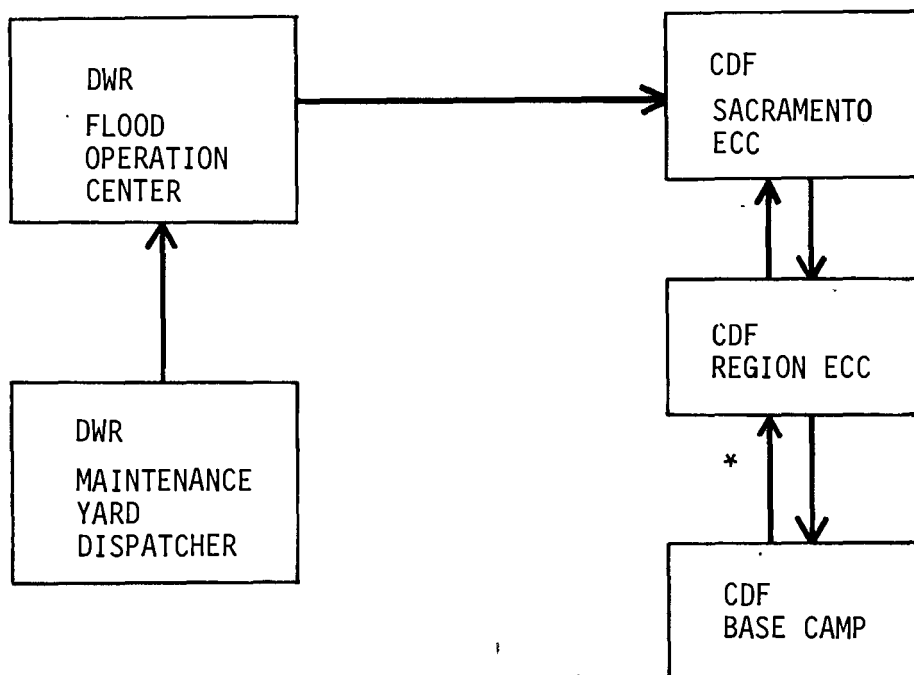 DWR
FLOOD
OPERATION
CENTER
CDF
SACRAMENTO
ECC
CDF
REGION ECC
DWR
MAINTENANCE
YARD
DISPATCHER
*
CDF
BASE CAMP